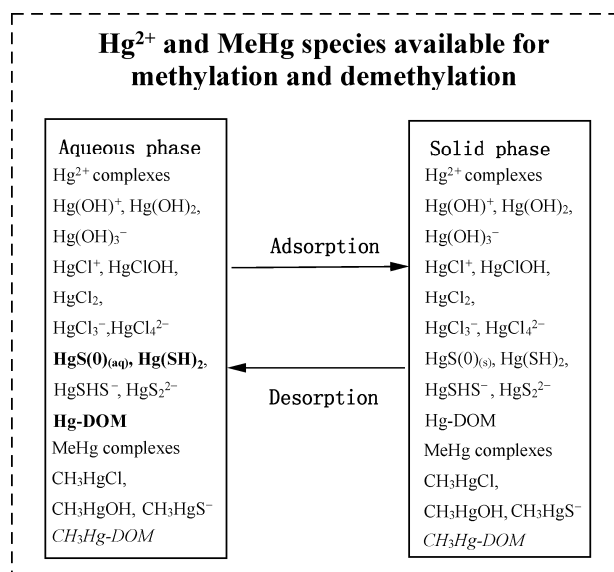 Hg²⁺ and MeHg species available for
methylation and demethylation
Aqueous phase
Hg²⁺ complexes
Hg(OH)⁺, Hg(OH)₂,
Hg(OH)₃⁻
HgCl⁺, HgClOH,
HgCl₂,
HgCl₃⁻,HgCl₄²⁻
HgS(0)₍aq₎, Hg(SH)₂,
HgSHS⁻, HgS₂²⁻
Hg-DOM
MeHg complexes
CH₃HgCl,
CH₃HgOH, CH₃HgS⁻
CH₃Hg-DOM
Adsorption
Desorption
Solid phase
Hg²⁺ complexes
Hg(OH)⁺, Hg(OH)₂,
Hg(OH)₃⁻
HgCl⁺, HgClOH,
HgCl₂,
HgCl₃⁻, HgCl₄²⁻
HgS(0)₍s₎, Hg(SH)₂,
HgSHS⁻, HgS₂²⁻
Hg-DOM
MeHg complexes
CH₃HgCl,
CH₃HgOH, CH₃HgS⁻
CH₃Hg-DOM